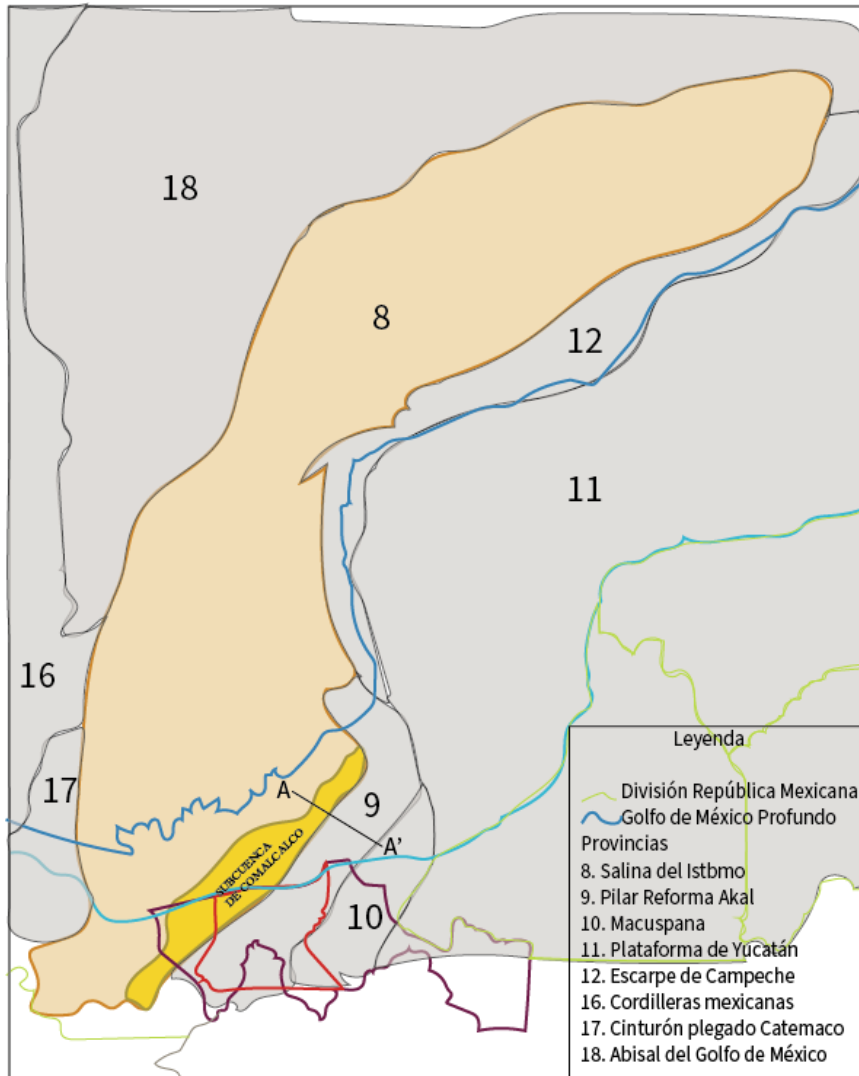 18
8
12
11
16
17
A
9
A'
SUBCUENCA
DE COMALCALCO
10
Leyenda
División República Mexicana
Golfo de México Profundo
Provincias
8. Salina del Istbmo
9. Pilar Reforma Akal
10. Macuspana
11. Plataforma de Yucatán
12. Escarpe de Campeche
16. Cordilleras mexicanas
17. Cinturón plegado Catemaco
18. Abisal del Golfo de México